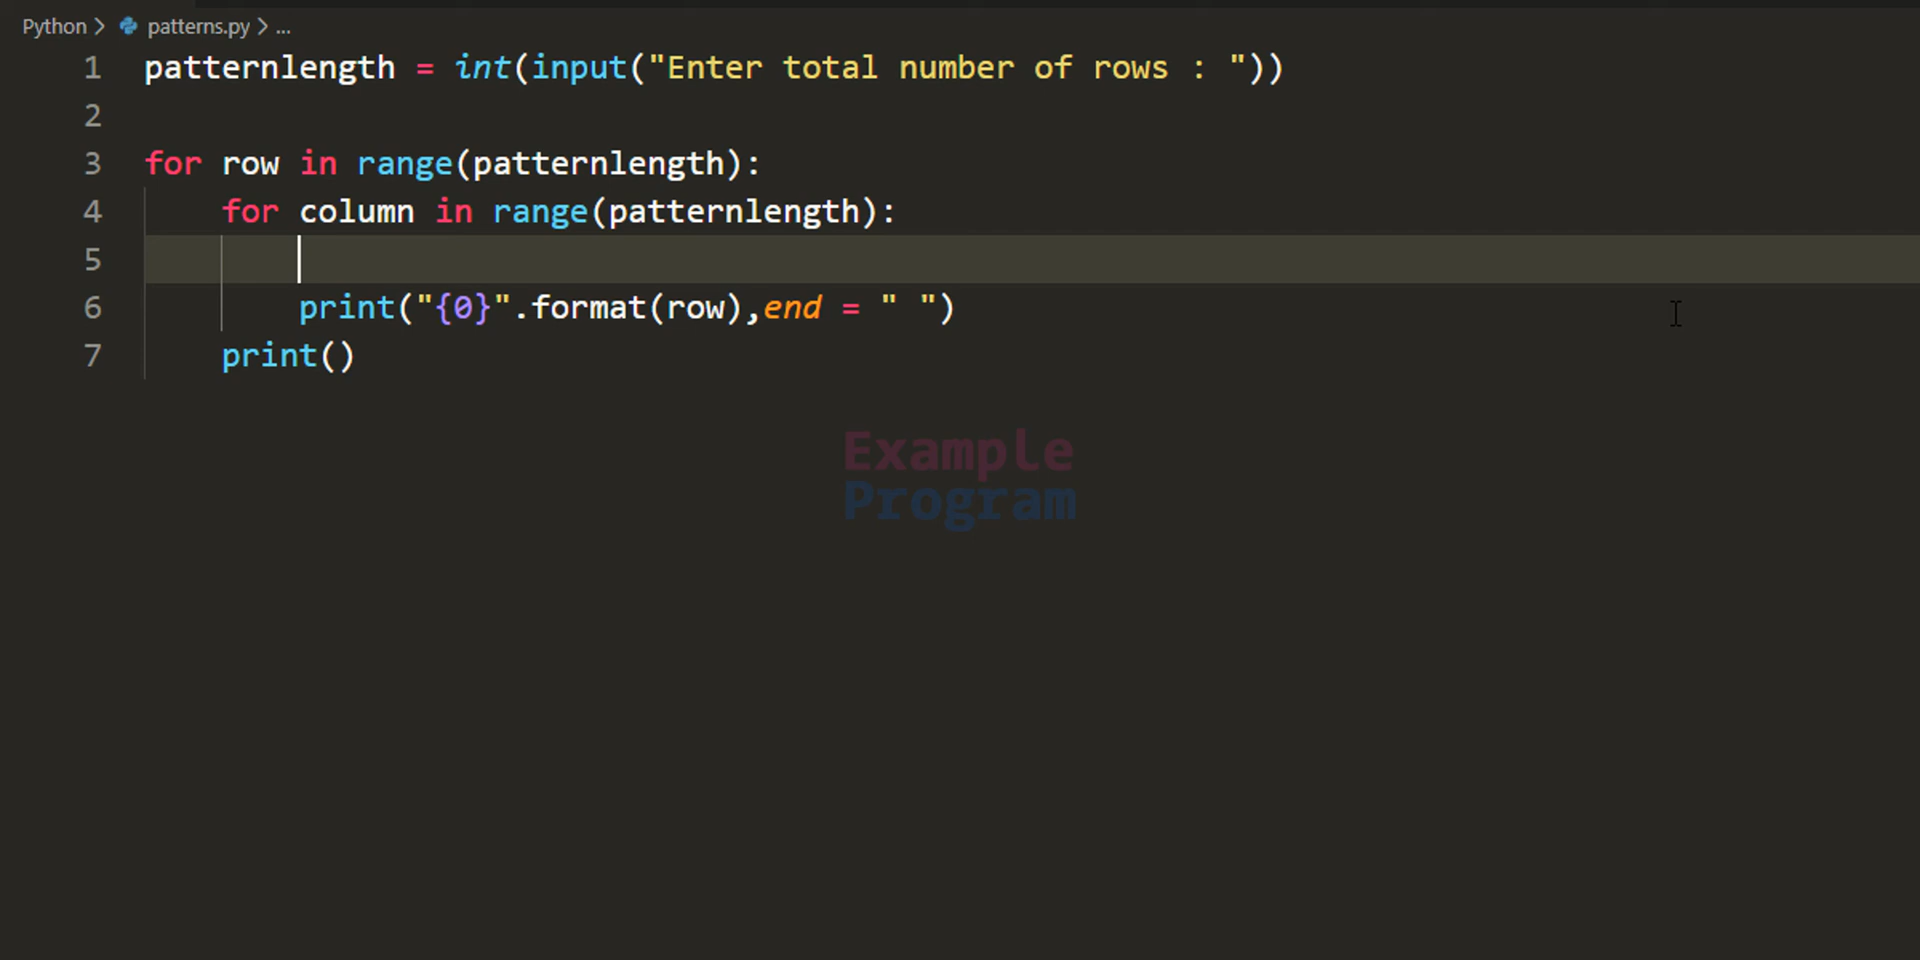 Python > patterns.py > ...
1 patternlength = int(input("Enter total number of rows : "))
2
3 for row in range(patternlength):
4     for column in range(patternlength):
5
6         print("{0}".format(row),end = " ")
7     print()
Example
Program